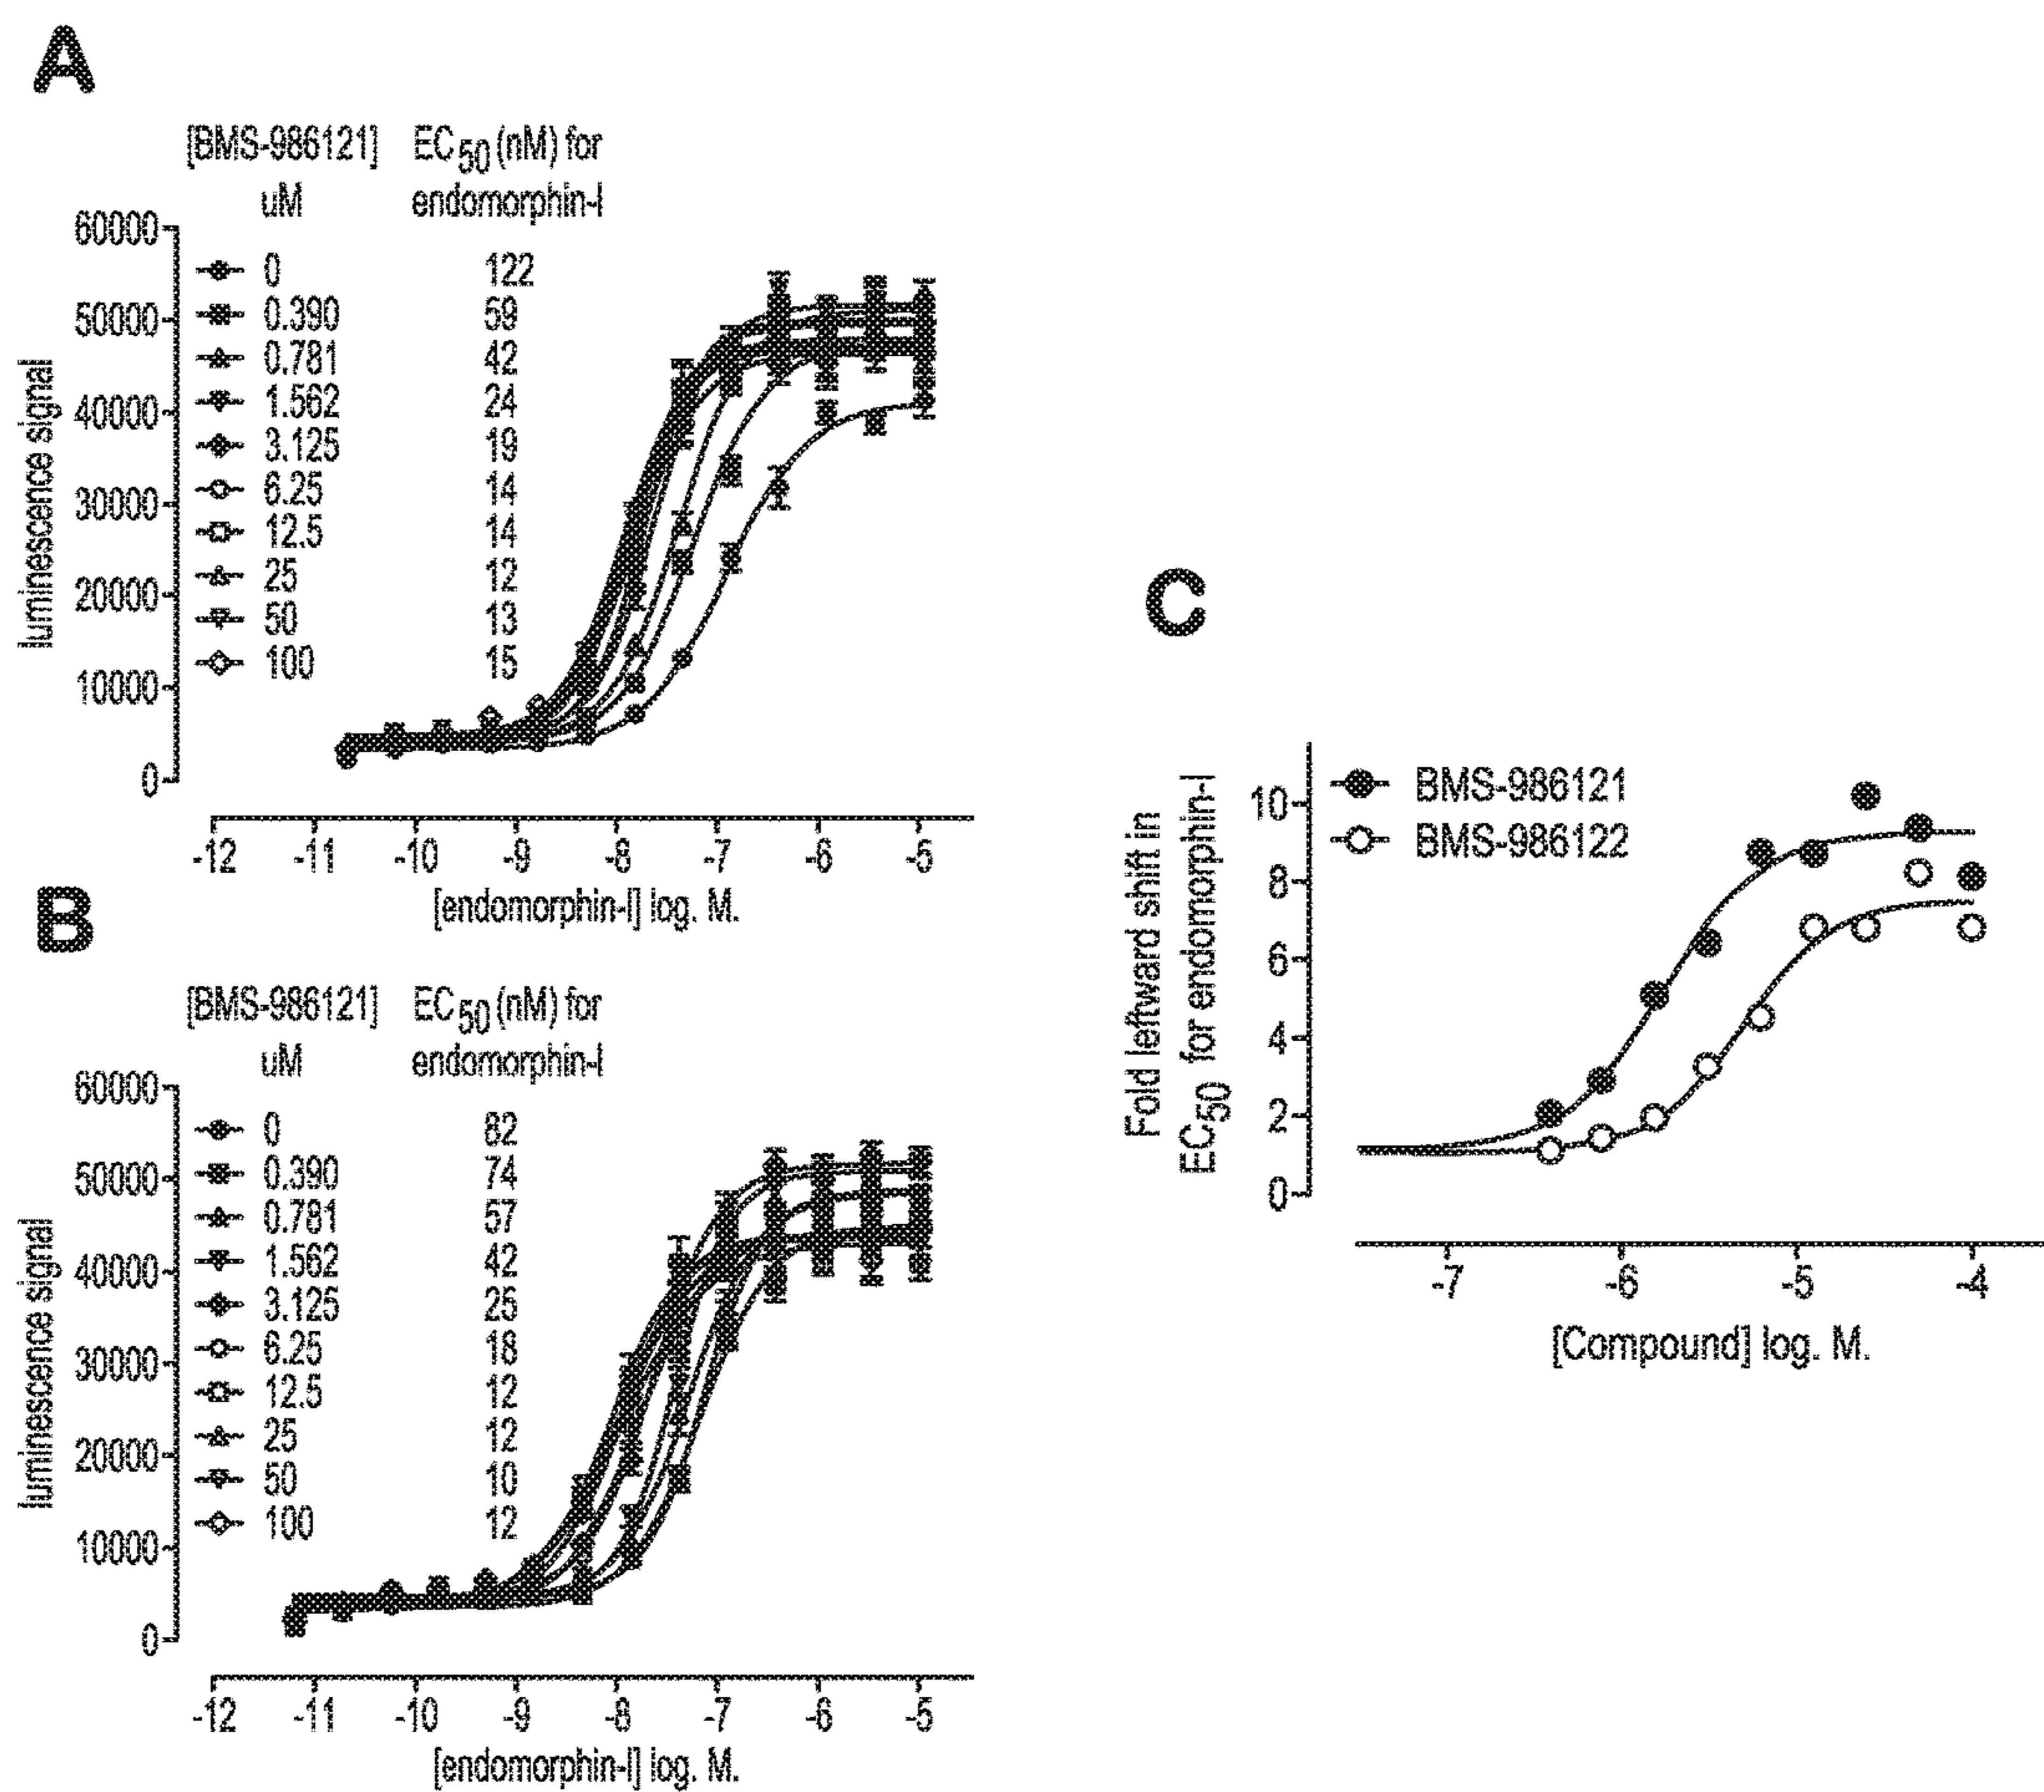 A
[BMS-986121] EC50 (nM) for
uM endomorphin-I
60000
50000
40000
30000
20000
10000
0
luminescence signal
0 122
0.390 59
0.781 42
1.562 24
3.125 19
6.25 14
12.5 14
25 12
50 13
100 15
-12 -11 -10 -9 -8 -7 -6 -5
[endomorphin-I] log. M.
B
[BMS-986121] EC50 (nM) for
uM endomorphin-I
60000
50000
40000
30000
20000
10000
0
luminescence signal
0 82
0.390 74
0.781 57
1.562 42
3.125 25
6.25 18
12.5 12
25 12
50 10
100 12
-12 -11 -10 -9 -8 -7 -6 -5
[endomorphin-I] log. M.
C
Fold leftward shift in
EC50 for endomorphin-I
10
8
6
4
2
0
BMS-986121
BMS-986122
-7 -6 -5 -4
[Compound] log. M.